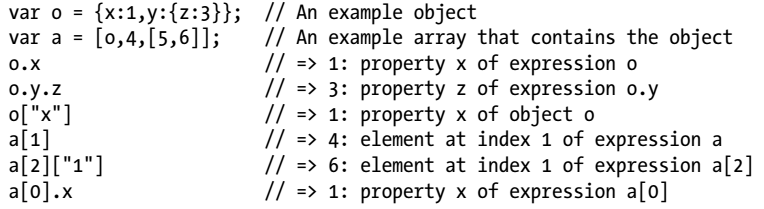 var o = {x:1,y:{z:3}};  // An example object
var a = [o,4,[5,6]];    // An example array that contains the object
o.x                     // => 1: property x of expression o
o.y.z                   // => 3: property z of expression o.y
o["x"]                  // => 1: property x of object o
a[1]                    // => 4: element at index 1 of expression a
a[2]["1"]               // => 6: element at index 1 of expression a[2]
a[0].x                  // => 1: property x of expression a[0]